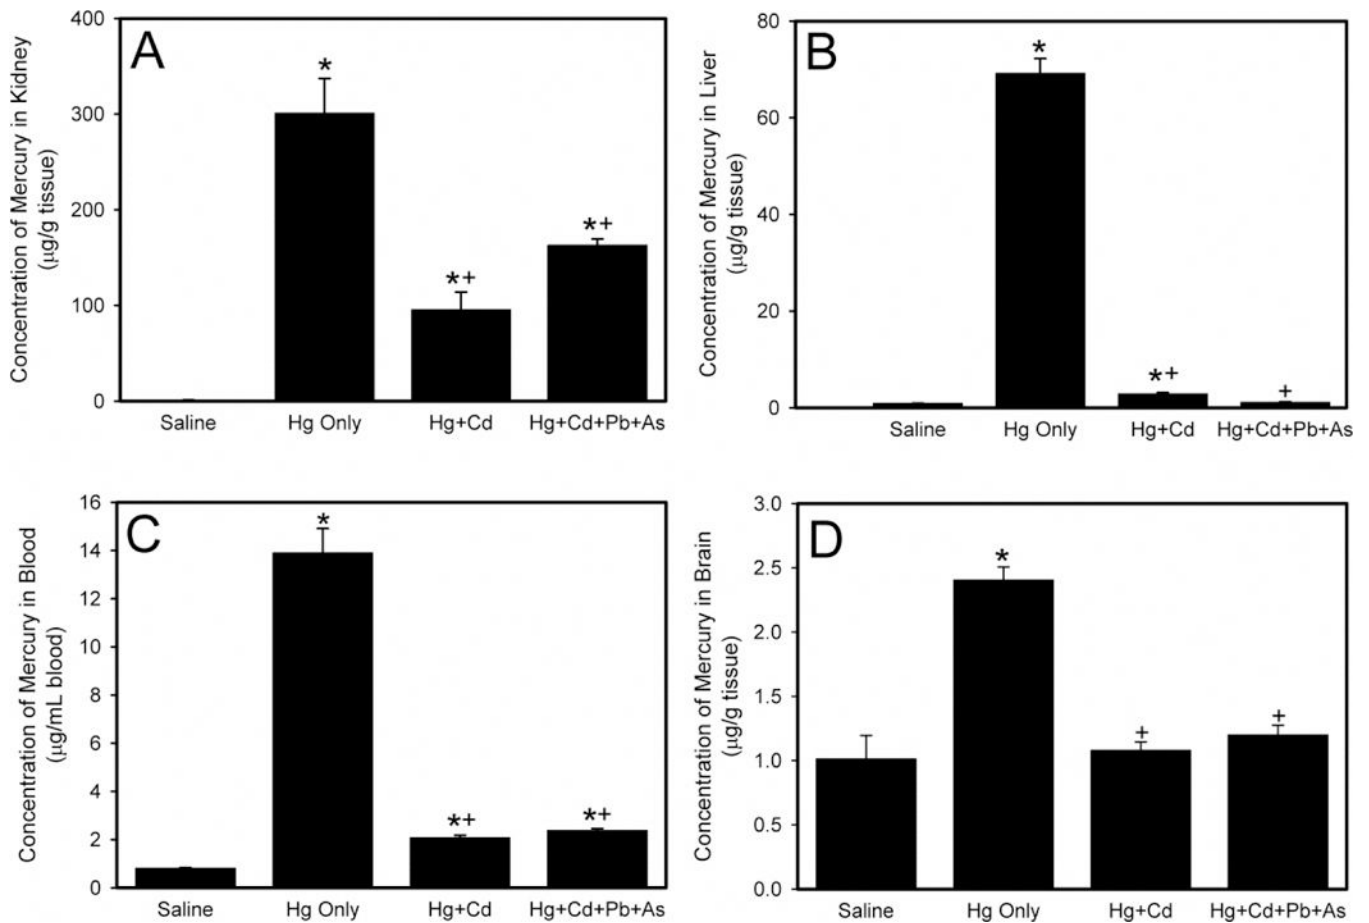 A
Concentration of Mercury in Kidney
(µg/g tissue)
400
300
200
100
0
*
*+
*+
Saline
Hg Only
Hg+Cd
Hg+Cd+Pb+As
B
Concentration of Mercury in Liver
(µg/g tissue)
80
60
40
20
0
*
*+
+
Saline
Hg Only
Hg+Cd
Hg+Cd+Pb+As
C
Concentration of Mercury in Blood
(µg/mL blood)
16
14
12
10
8
6
4
2
0
*
*+
*+
Saline
Hg Only
Hg+Cd
Hg+Cd+Pb+As
D
Concentration of Mercury in Brain
(µg/g tissue)
3.0
2.5
2.0
1.5
1.0
0.5
0.0
*
+
+
Saline
Hg Only
Hg+Cd
Hg+Cd+Pb+As